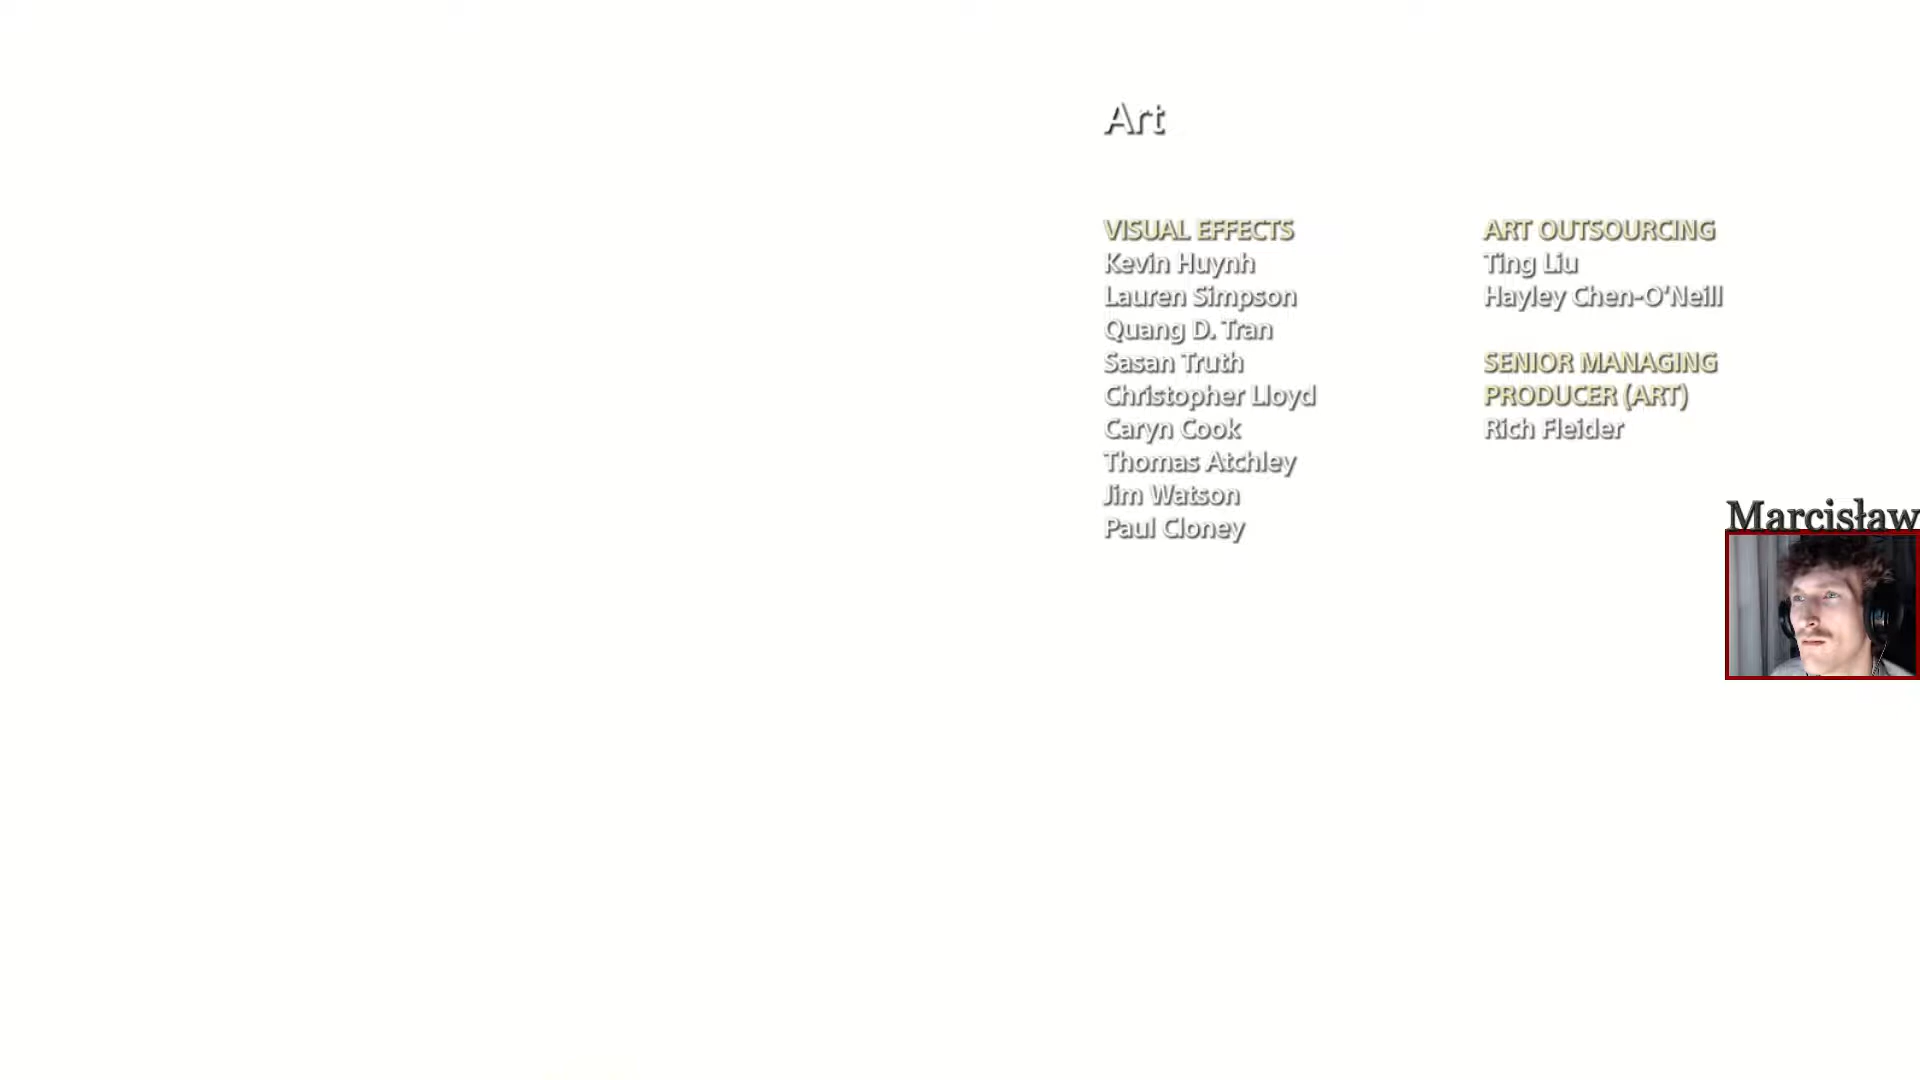 Art
VISUAL EFFECTS
Kevin Huynh
Lauren Simpson
Quang D. Tran
Sasan Truth
Christopher Lloyd
Caryn Cook
Thomas Atchley
Jim Watson
Paul Cloney
ART OUTSOURCING
Ting Liu
Hayley Chen-O'Neill
SENIOR MANAGING
PRODUCER (ART)
Rich Fleider
Marcisław